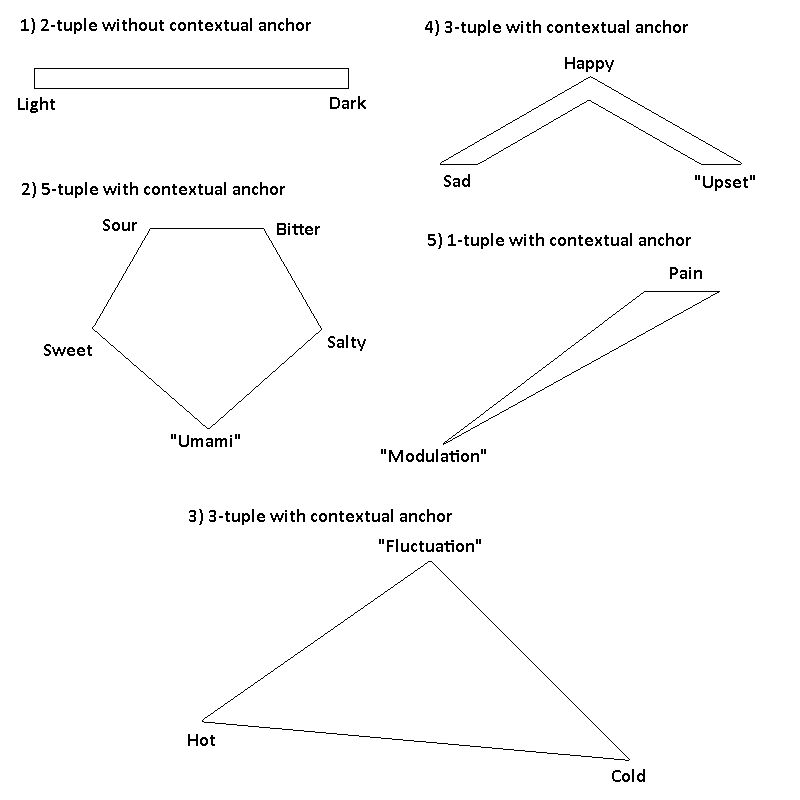 1) 2-tuple without contextual anchor
Light
Dark
2) 5-tuple with contextual anchor
Sour
Bitter
Sweet
Salty
"Umami"
4) 3-tuple with contextual anchor
Happy
Sad
"Upset"
5) 1-tuple with contextual anchor
Pain
"Modulation"
3) 3-tuple with contextual anchor
"Fluctuation"
Hot
Cold